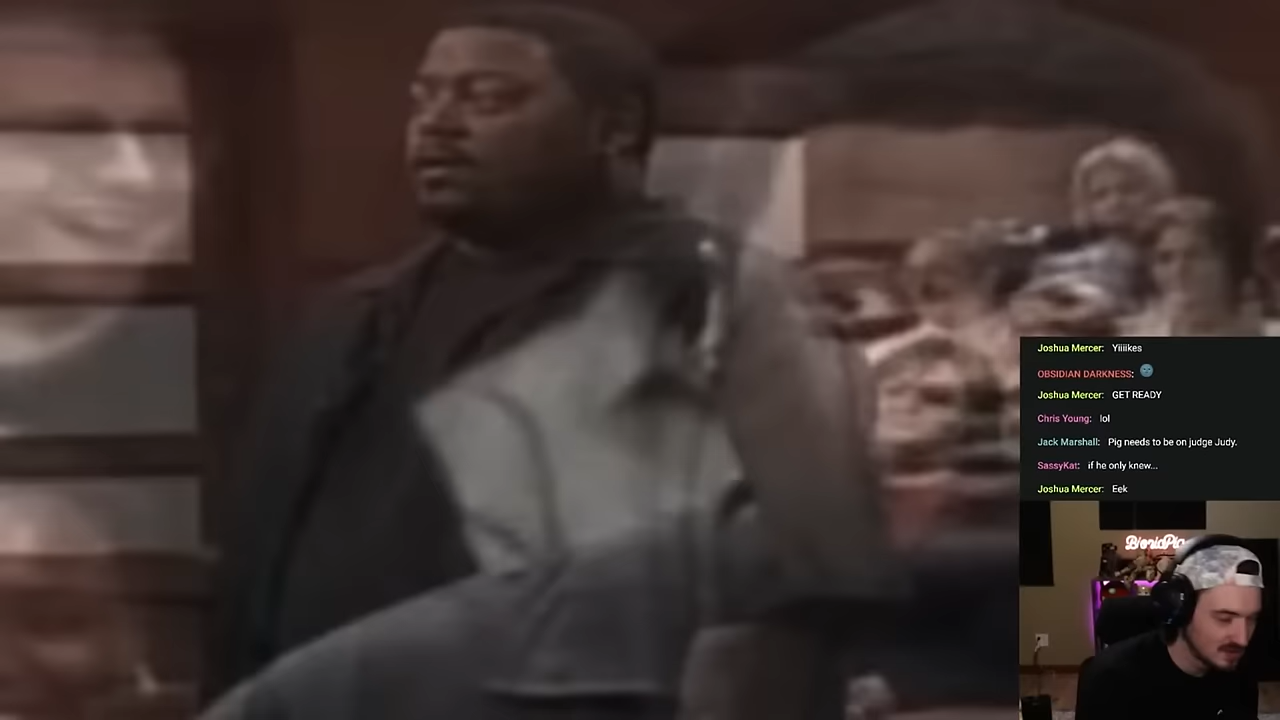 Joshua Mercer: Yiiiikes
OBSIDIAN DARKNESS:
Joshua Mercer: GET READY
Chris Young: lol
Jack Marshall: Pig needs to be on judge Judy.
SassyKat: if he only knew...
Joshua Mercer: Eek